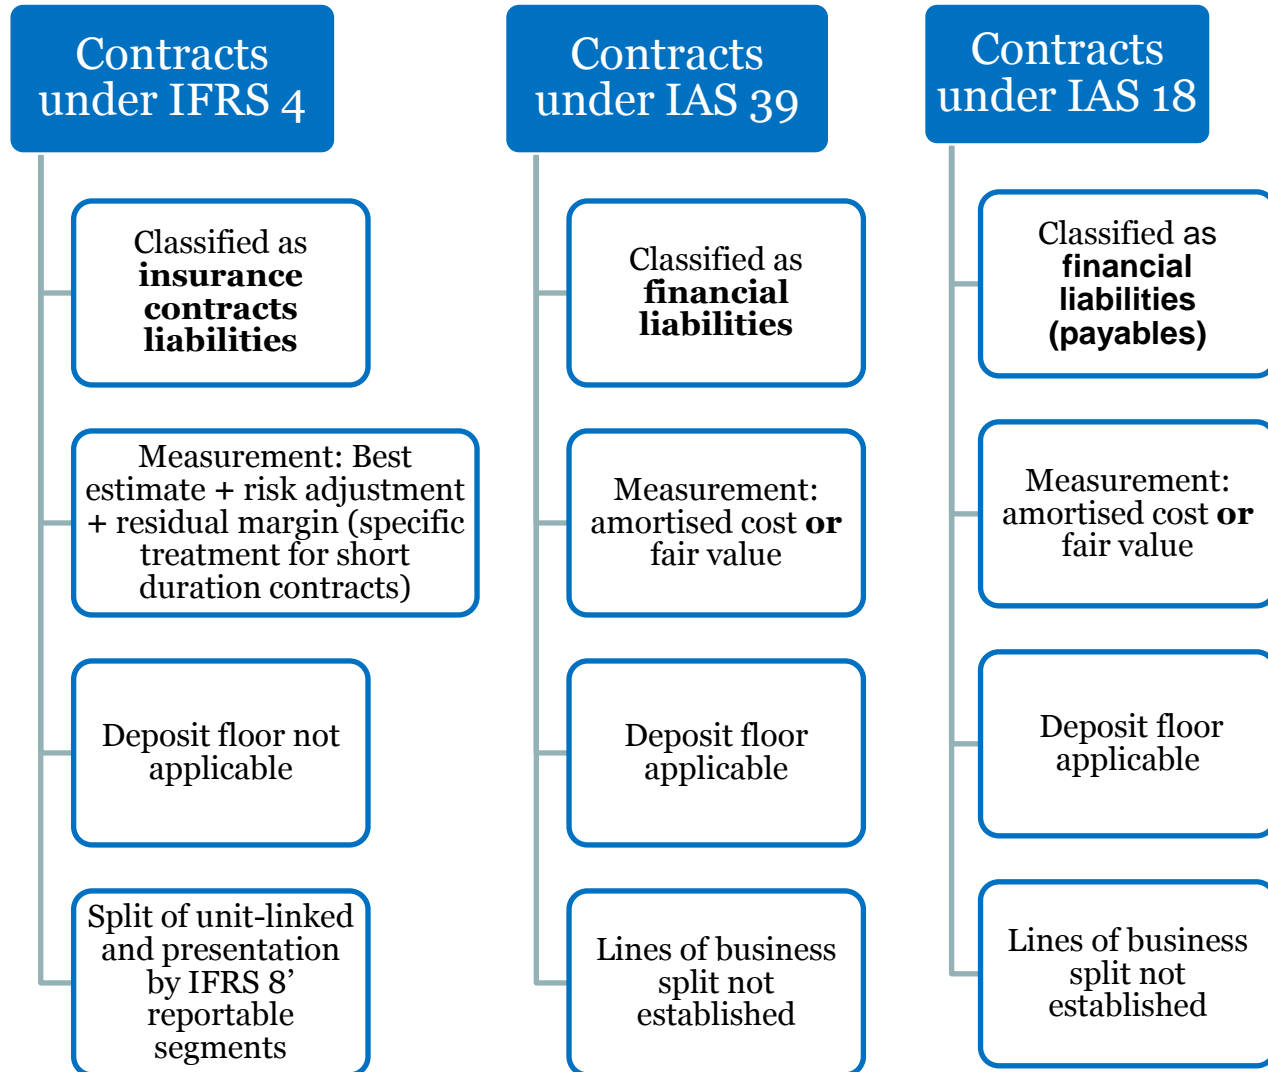 Contracts
under IFRS 4
Classified as
insurance
contracts
liabilities
Measurement: Best
estimate + risk adjustment
+ residual margin (specific
treatment for short
duration contracts)
Deposit floor not
applicable
Split of unit-linked
and presentation
by IFRS 8’
reportable
segments
Contracts
under IAS 39
Classified as
financial
liabilities
Measurement:
amortised cost or
fair value
Deposit floor
applicable
Lines of business
split not
established
Contracts
under IAS 18
Classified as
financial
liabilities
(payables)
Measurement:
amortised cost or
fair value
Deposit floor
applicable
Lines of business
split not
established